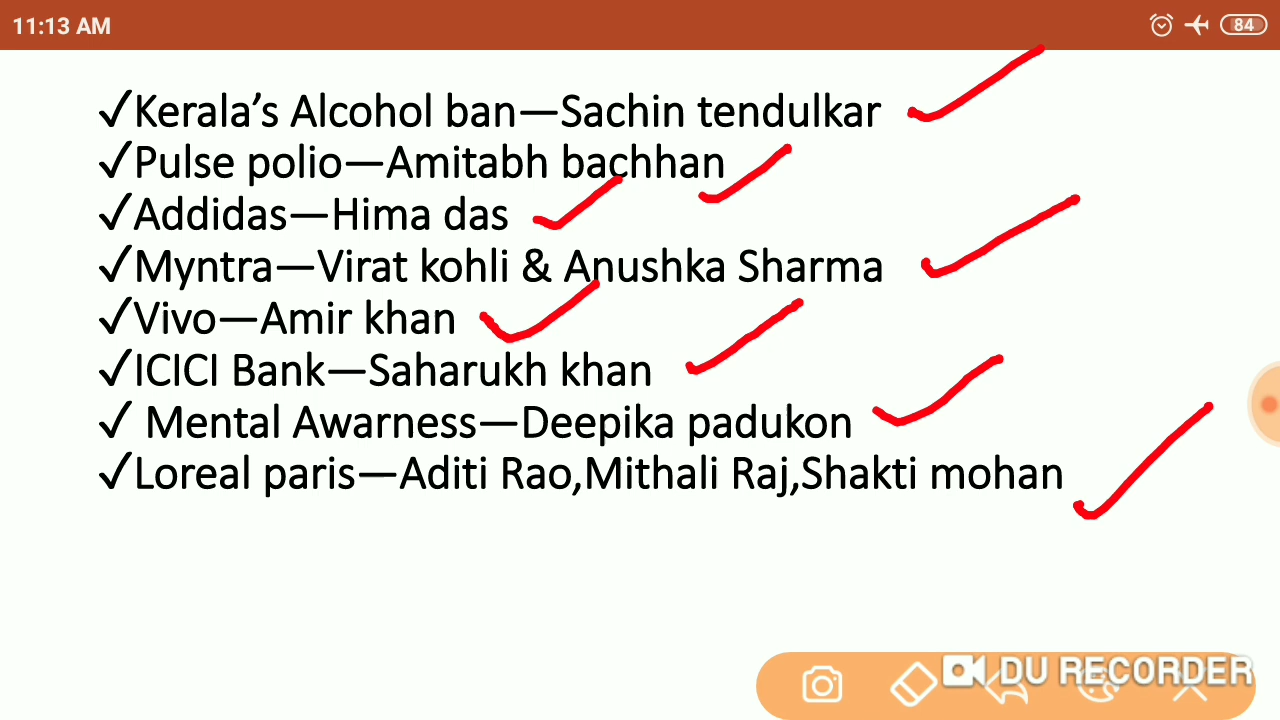 11:13 AM
84
✓Kerala’s Alcohol ban—Sachin tendulkar
✓Pulse polio—Amitabh bachhan
✓Addidas—Hima das
✓Myntra—Virat kohli & Anushka Sharma
✓Vivo—Amir khan
✓ICICI Bank—Saharukh khan
✓ Mental Awarness—Deepika padukon
✓Loreal paris—Aditi Rao,Mithali Raj,Shakti mohan
DU RECORDER